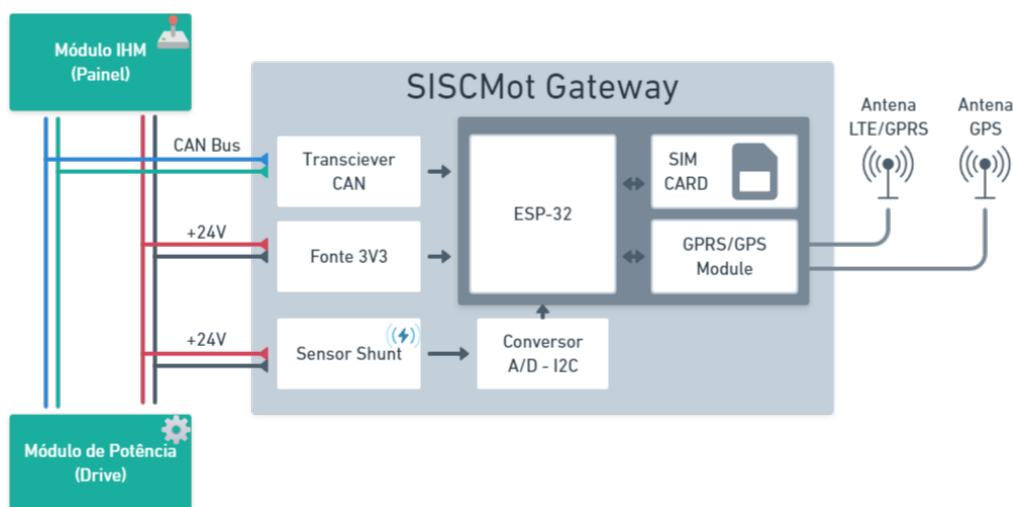 Módulo IHM
(Painel)
SISCMot Gateway
Antena
LTE/GPRS
Antena
GPS
CAN Bus
Transciever
CAN
ESP-32
SIM
CARD
+24V
Fonte 3V3
GPRS/GPS
Module
+24V
Sensor Shunt
Conversor
A/D - I2C
Módulo de Potência
(Drive)